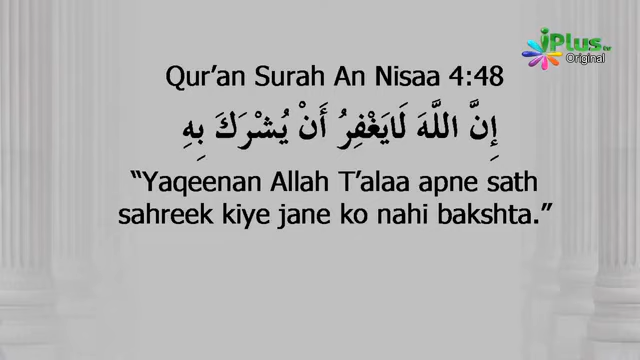 iPlus tv
Original
Qur’an Surah An Nisaa 4:48
إِنَّ اللَّهَ لَايَغْفِرُ أَنْ يُشْرَكَ بِهِ
“Yaqeenan Allah T’alaa apne sath
sahreek kiye jane ko nahi bakshta.”